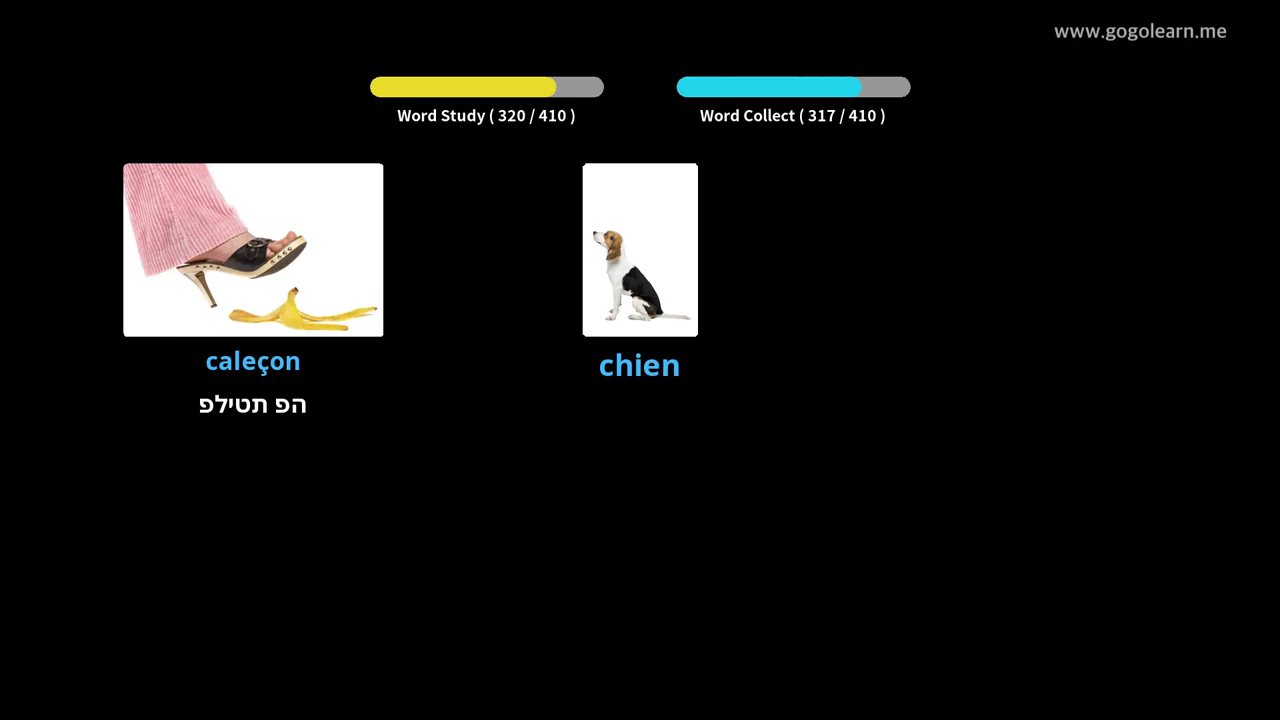 www.gogolearn.me
Word Study ( 320 / 410 )
Word Collect ( 317 / 410 )
caleçon
הפ תטילפ
chien